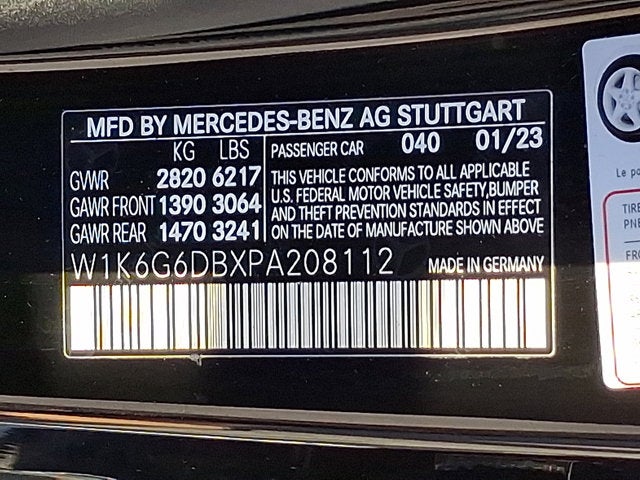 MFD BY MERCEDES-BENZ AG STUTTGART
KG LBS
GVWR 2820 6217
GAWR FRONT 1390 3064
GAWR REAR 1470 3241
PASSENGER CAR 040 01/23
THIS VEHICLE CONFORMS TO ALL APPLICABLE
U.S. FEDERAL MOTOR VEHICLE SAFETY,BUMPER
AND THEFT PREVENTION STANDARDS IN EFFECT
ON THE DATE OF MANUFACTURE SHOWN ABOVE
W1K6G6DBXPA208112 MADE IN GERMANY
Le